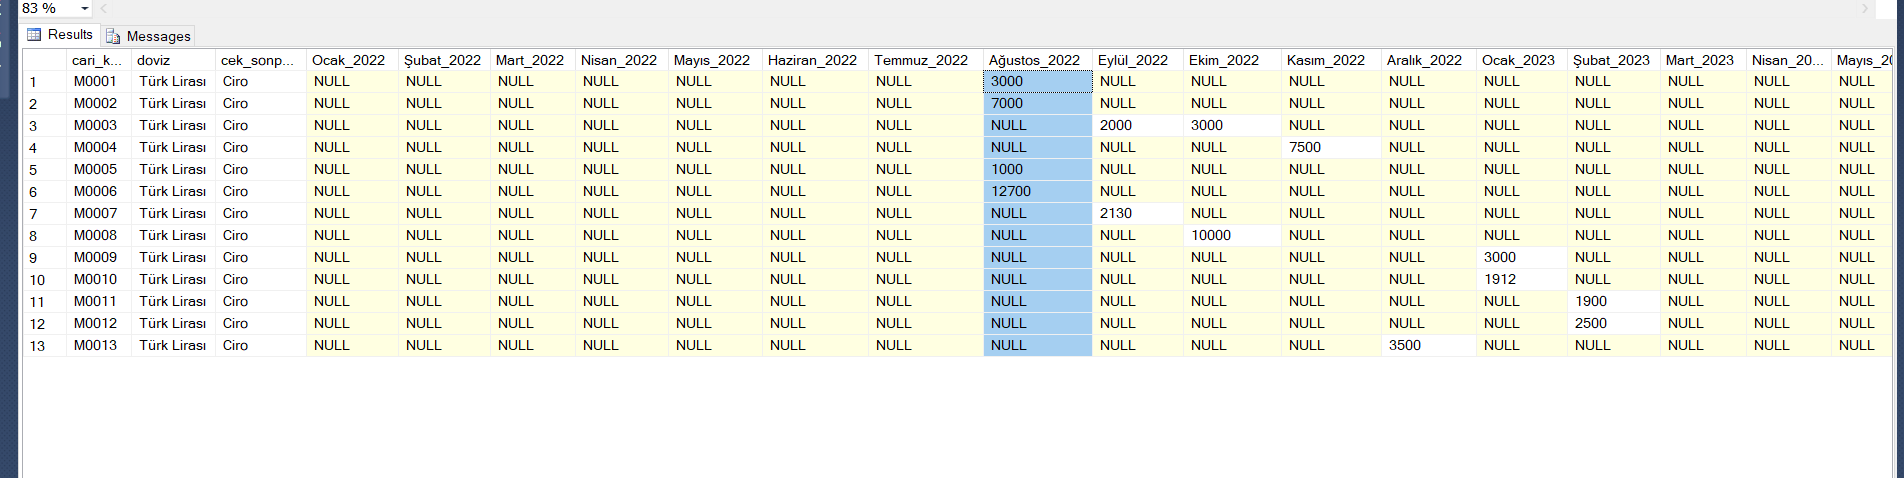 83 %
Results Messages
cari_k... doviz cek_sonp... Ocak_2022 Şubat_2022 Mart_2022 Nisan_2022 Mayıs_2022 Haziran_2022 Temmuz_2022 Ağustos_2022 Eylül_2022 Ekim_2022 Kasım_2022 Aralık_2022 Ocak_2023 Şubat_2023 Mart_2023 Nisan_20... Mayıs_20
1 M0001 Türk Lirası Ciro NULL NULL NULL NULL NULL NULL NULL 3000 NULL NULL NULL NULL NULL NULL NULL NULL NULL
2 M0002 Türk Lirası Ciro NULL NULL NULL NULL NULL NULL NULL 7000 NULL NULL NULL NULL NULL NULL NULL NULL NULL
3 M0003 Türk Lirası Ciro NULL NULL NULL NULL NULL NULL NULL NULL 2000 3000 NULL NULL NULL NULL NULL NULL NULL
4 M0004 Türk Lirası Ciro NULL NULL NULL NULL NULL NULL NULL NULL NULL NULL 7500 NULL NULL NULL NULL NULL NULL
5 M0005 Türk Lirası Ciro NULL NULL NULL NULL NULL NULL NULL 1000 NULL NULL NULL NULL NULL NULL NULL NULL NULL
6 M0006 Türk Lirası Ciro NULL NULL NULL NULL NULL NULL NULL 12700 NULL NULL NULL NULL NULL NULL NULL NULL NULL
7 M0007 Türk Lirası Ciro NULL NULL NULL NULL NULL NULL NULL NULL 2130 NULL NULL NULL NULL NULL NULL NULL NULL
8 M0008 Türk Lirası Ciro NULL NULL NULL NULL NULL NULL NULL NULL NULL 10000 NULL NULL NULL NULL NULL NULL NULL
9 M0009 Türk Lirası Ciro NULL NULL NULL NULL NULL NULL NULL NULL NULL NULL NULL NULL 3000 NULL NULL NULL NULL
10 M0010 Türk Lirası Ciro NULL NULL NULL NULL NULL NULL NULL NULL NULL NULL NULL NULL 1912 NULL NULL NULL NULL
11 M0011 Türk Lirası Ciro NULL NULL NULL NULL NULL NULL NULL NULL NULL NULL NULL NULL NULL 1900 NULL NULL NULL
12 M0012 Türk Lirası Ciro NULL NULL NULL NULL NULL NULL NULL NULL NULL NULL NULL NULL NULL 2500 NULL NULL NULL
13 M0013 Türk Lirası Ciro NULL NULL NULL NULL NULL NULL NULL NULL NULL NULL NULL 3500 NULL NULL NULL NULL NULL